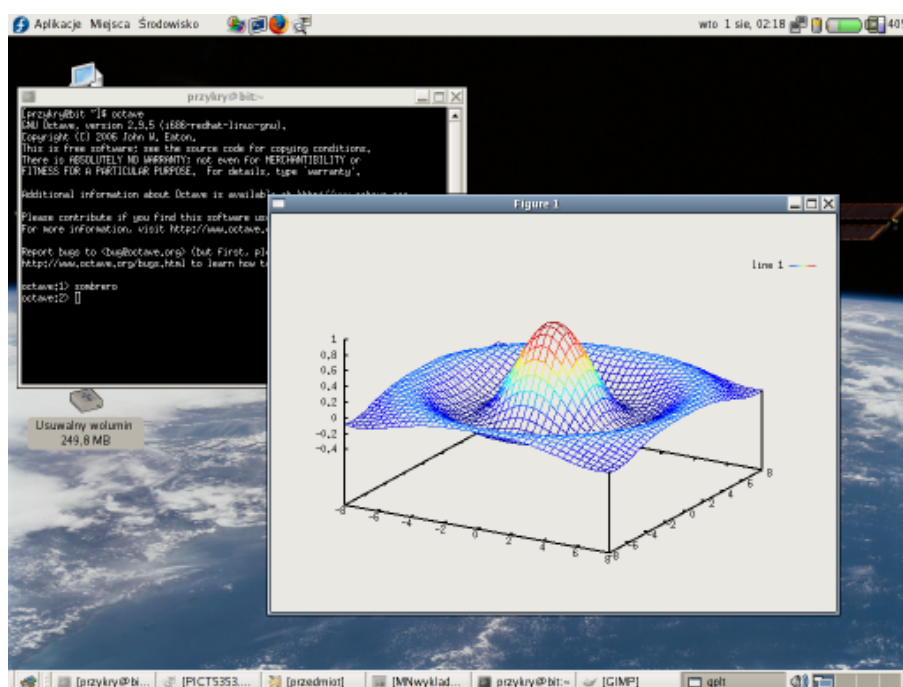 Aplikacje Miejsca Środowisko
wto 1 sie, 02:18
40%
przykry@bit:~
[przykry@bit ~]$ octave
GNU Octave, version 2.9.5 (i686-redhat-linux-gnu).
Copyright (C) 2006 John W. Eaton.
This is free software; see the source code for copying conditions.
There is ABSOLUTELY NO WARRANTY; not even for MERCHANTIBILITY or
FITNESS FOR A PARTICULAR PURPOSE. For details, type `warranty'.
Additional information about Octave is available at http://www.octave.org
Please contribute if you find this software us
For more information, visit http://www.octave.
Report bugs to <bug@octave.org> (but first, pl
http://www.octave.org/bugs.html to learn how t
octave:1> sombrero
octave:2>
Usuwalny wolumin
249,8 MB
Figure 1
line 1
1
0.8
0.6
0.4
0.2
0
-0.2
-0.4
-8 -6 -4 -2 0 2 4 6 8
-8 -6 -4 -2 0 2 4 6 8
[przykry@bi... [PICT5353.... [przedmiot] [MNwyklad... przykry@bit:~ [GIMP] gplt